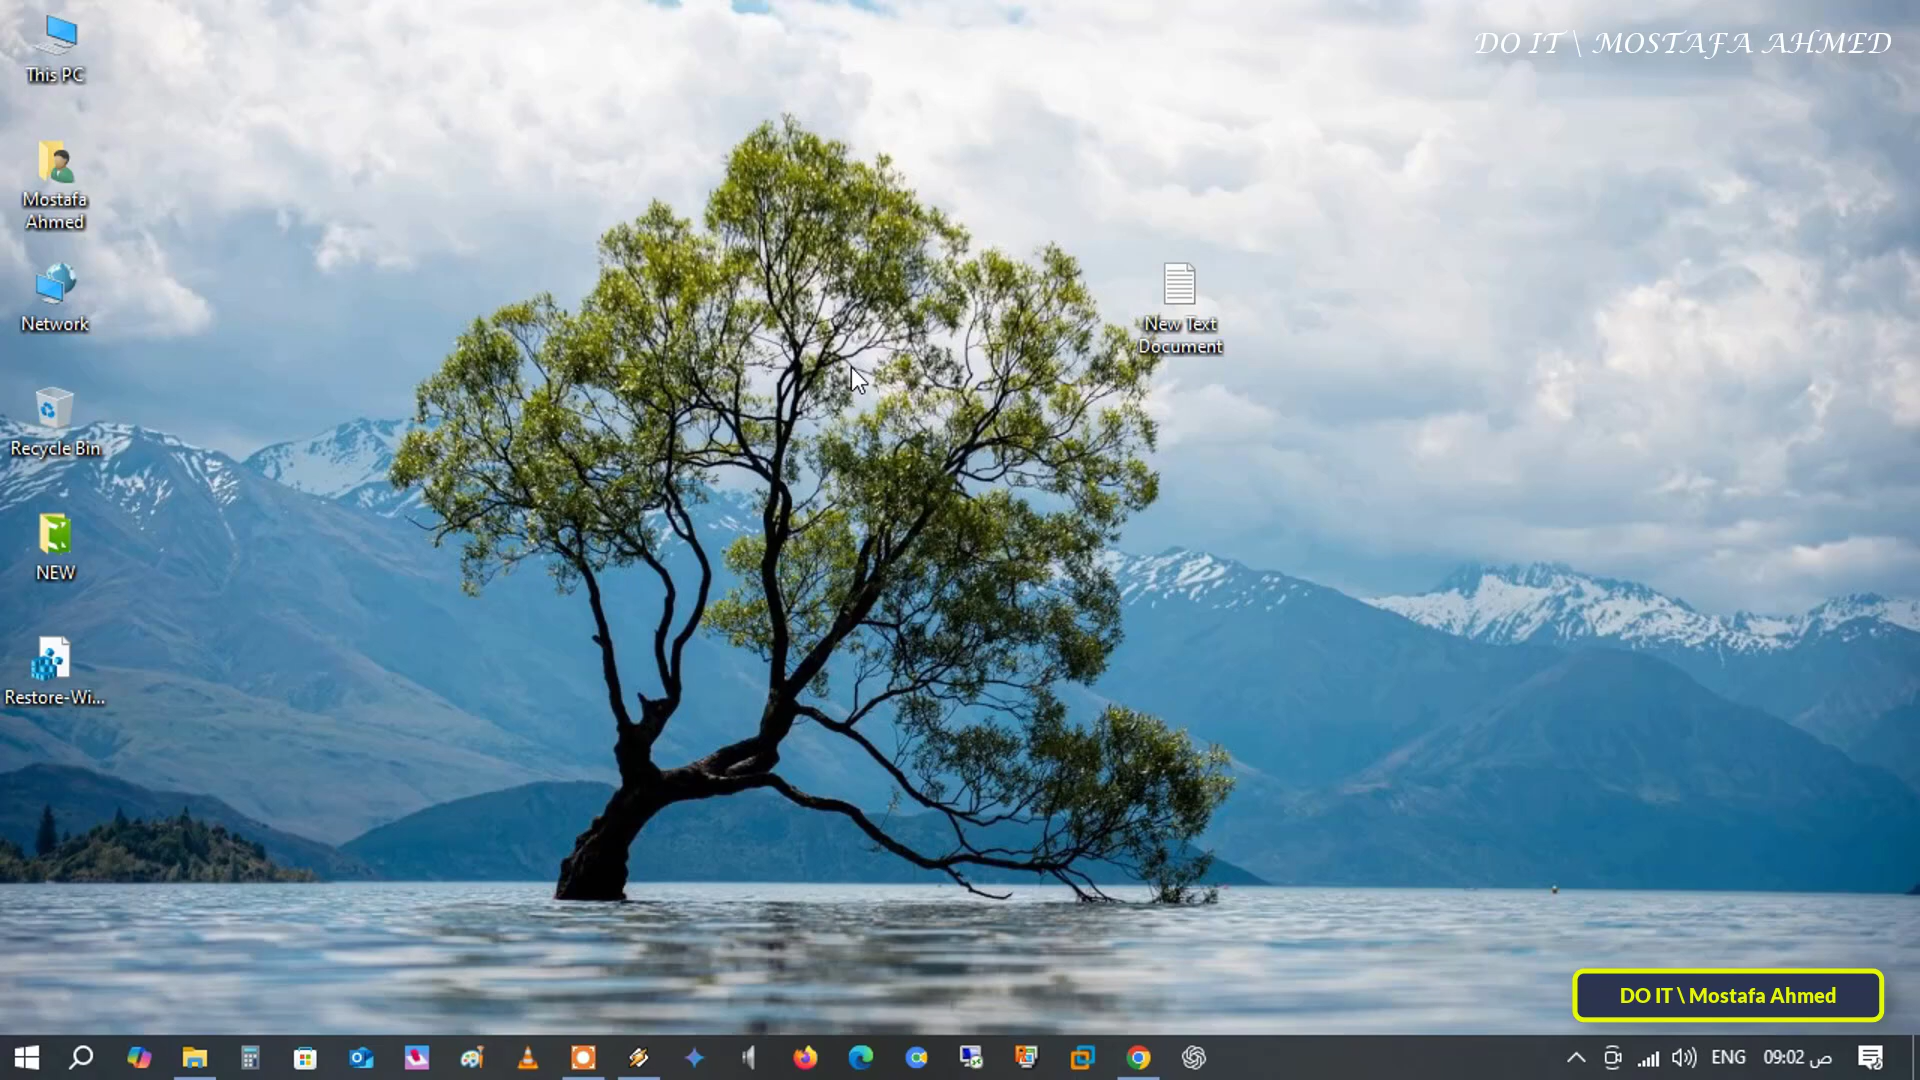 DO IT \ MOSTAFA AHMED
This PC
Mostafa
Ahmed
Network
Recycle Bin
NEW
Restore-Wi...
New Text
Document
DO IT \ Mostafa Ahmed
ENG
09:02 ص